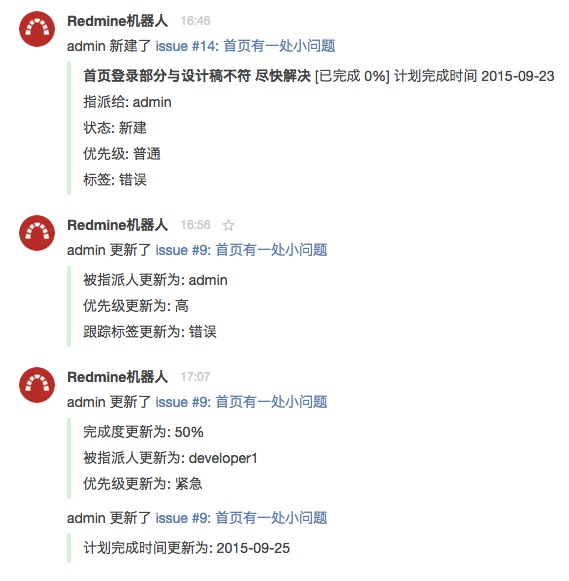 Redmine机器人 16:46
admin 新建了 issue #14: 首页有一处小问题
首页登录部分与设计稿不符 尽快解决 [已完成 0%] 计划完成时间 2015-09-23
指派给: admin
状态: 新建
优先级: 普通
标签: 错误
Redmine机器人 16:56
admin 更新了 issue #9: 首页有一处小问题
被指派人更新为: admin
优先级更新为: 高
跟踪标签更新为: 错误
Redmine机器人 17:07
admin 更新了 issue #9: 首页有一处小问题
完成度更新为: 50%
被指派人更新为: developer1
优先级更新为: 紧急
admin 更新了 issue #9: 首页有一处小问题
计划完成时间更新为: 2015-09-25